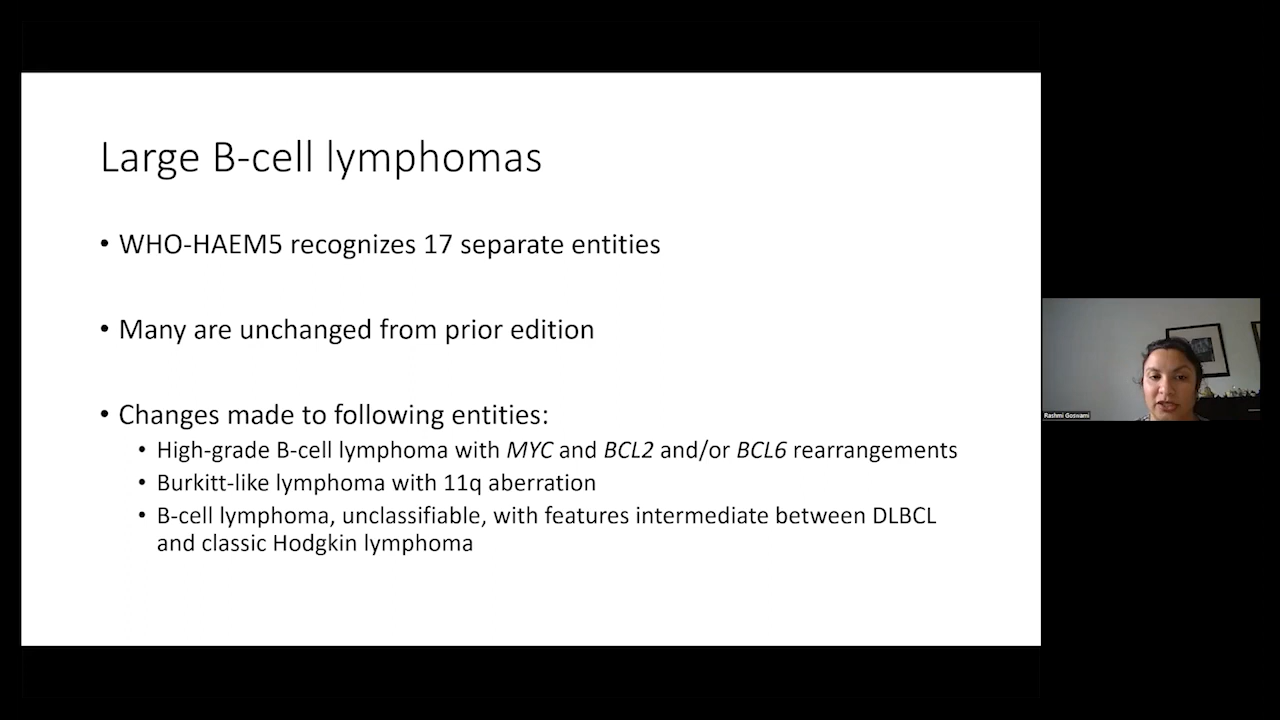 Large B-cell lymphomas
• WHO-HAEM5 recognizes 17 separate entities
• Many are unchanged from prior edition
• Changes made to following entities:
• High-grade B-cell lymphoma with MYC and BCL2 and/or BCL6 rearrangements
• Burkitt-like lymphoma with 11q aberration
• B-cell lymphoma, unclassifiable, with features intermediate between DLBCL
and classic Hodgkin lymphoma
Rashmi Goswami